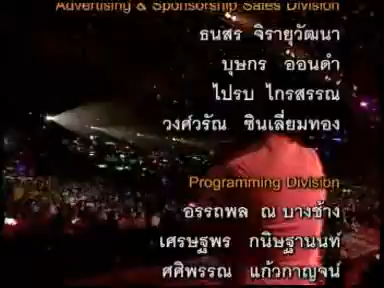 Advertising & Sponsorship Sales Division
ธนสร จิรายุวัฒนา
บุษกร ออนดำ
ไปรบ ไกรสรรณ์
วงศ์วรัณ ซินเลี่ยมทอง
Programming Division
อรรถพล ณ บางช้าง
เศรษฐพร กนิษฐานนท์
ศศิพรรณ แก้วกาญจน์